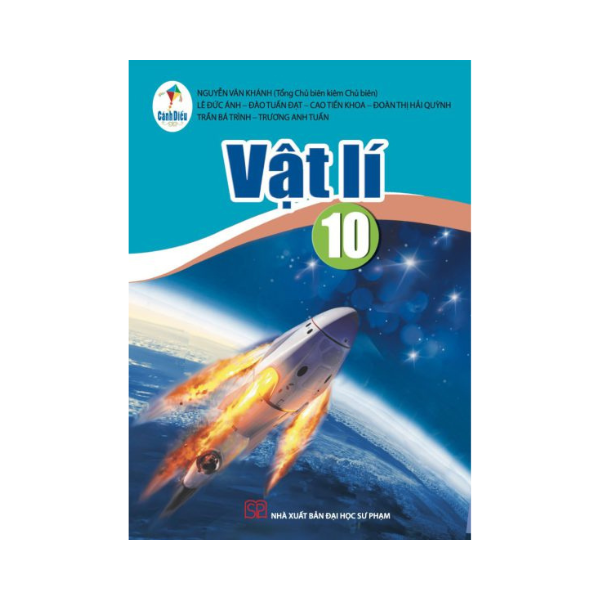 NGUYỄN VĂN KHÁNH (Tổng Chủ biên kiêm Chủ biên)
LÊ ĐỨC ÁNH – ĐÀO TUẤN ĐẠT – CAO TIẾN KHOA – ĐOÀN THỊ HẢI QUỲNH
TRẦN BÁ TRÌNH – TRƯƠNG ANH TUẤN
Cánh Diều
Vật lí
10
NHÀ XUẤT BẢN ĐẠI HỌC SƯ PHẠM